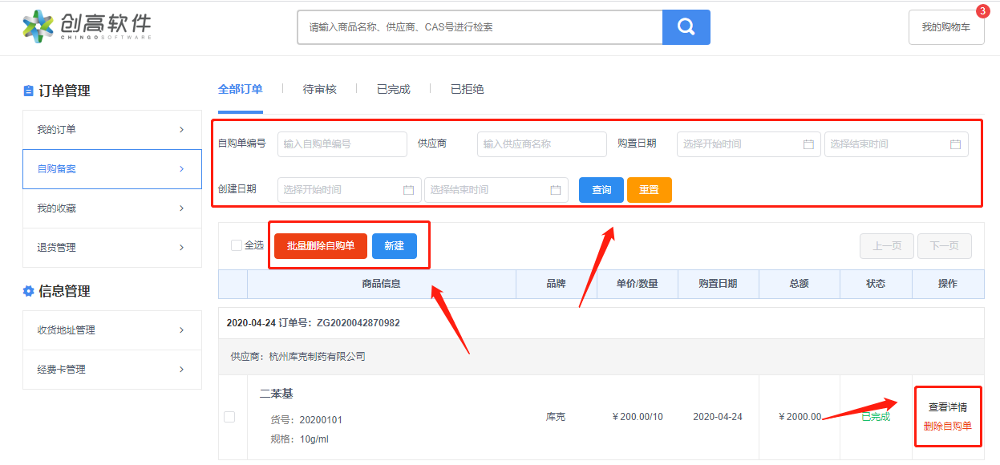 创高软件
CHINGOSOFTWARE
请输入商品名称、供应商、CAS号进行检索
我的购物车
3
订单管理
我的订单
自购备案
我的收藏
退货管理
信息管理
收货地址管理
经费卡管理
全部订单 待审核 已完成 已拒绝
自购单编号 输入自购单编号 供应商 输入供应商名称 购置日期 选择开始时间 选择结束时间
创建日期 选择开始时间 选择结束时间 查询 重置
全选 批量删除自购单 新建 上一页 下一页
商品信息 品牌 单价/数量 购置日期 总额 状态 操作
2020-04-24 订单号：ZG2020042870982
供应商：杭州库克制药有限公司
二苯基
货号：20200101
规格：10g/ml
库克 ￥200.00/10 2020-04-24 ￥2000.00 已完成
查看详情
删除自购单